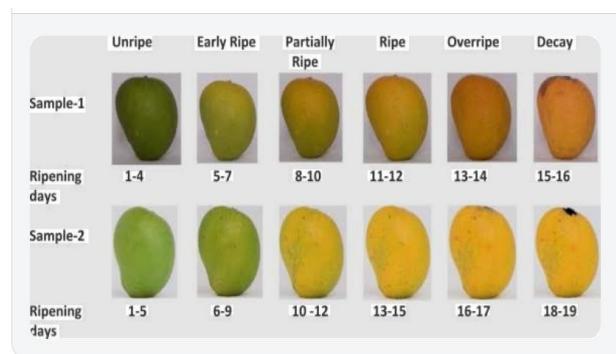 Unripe Early Ripe Partially Ripe Ripe Overripe Decay
Sample-1
Ripening days 1-4 5-7 8-10 11-12 13-14 15-16
Sample-2
Ripening days 1-5 6-9 10 -12 13-15 16-17 18-19